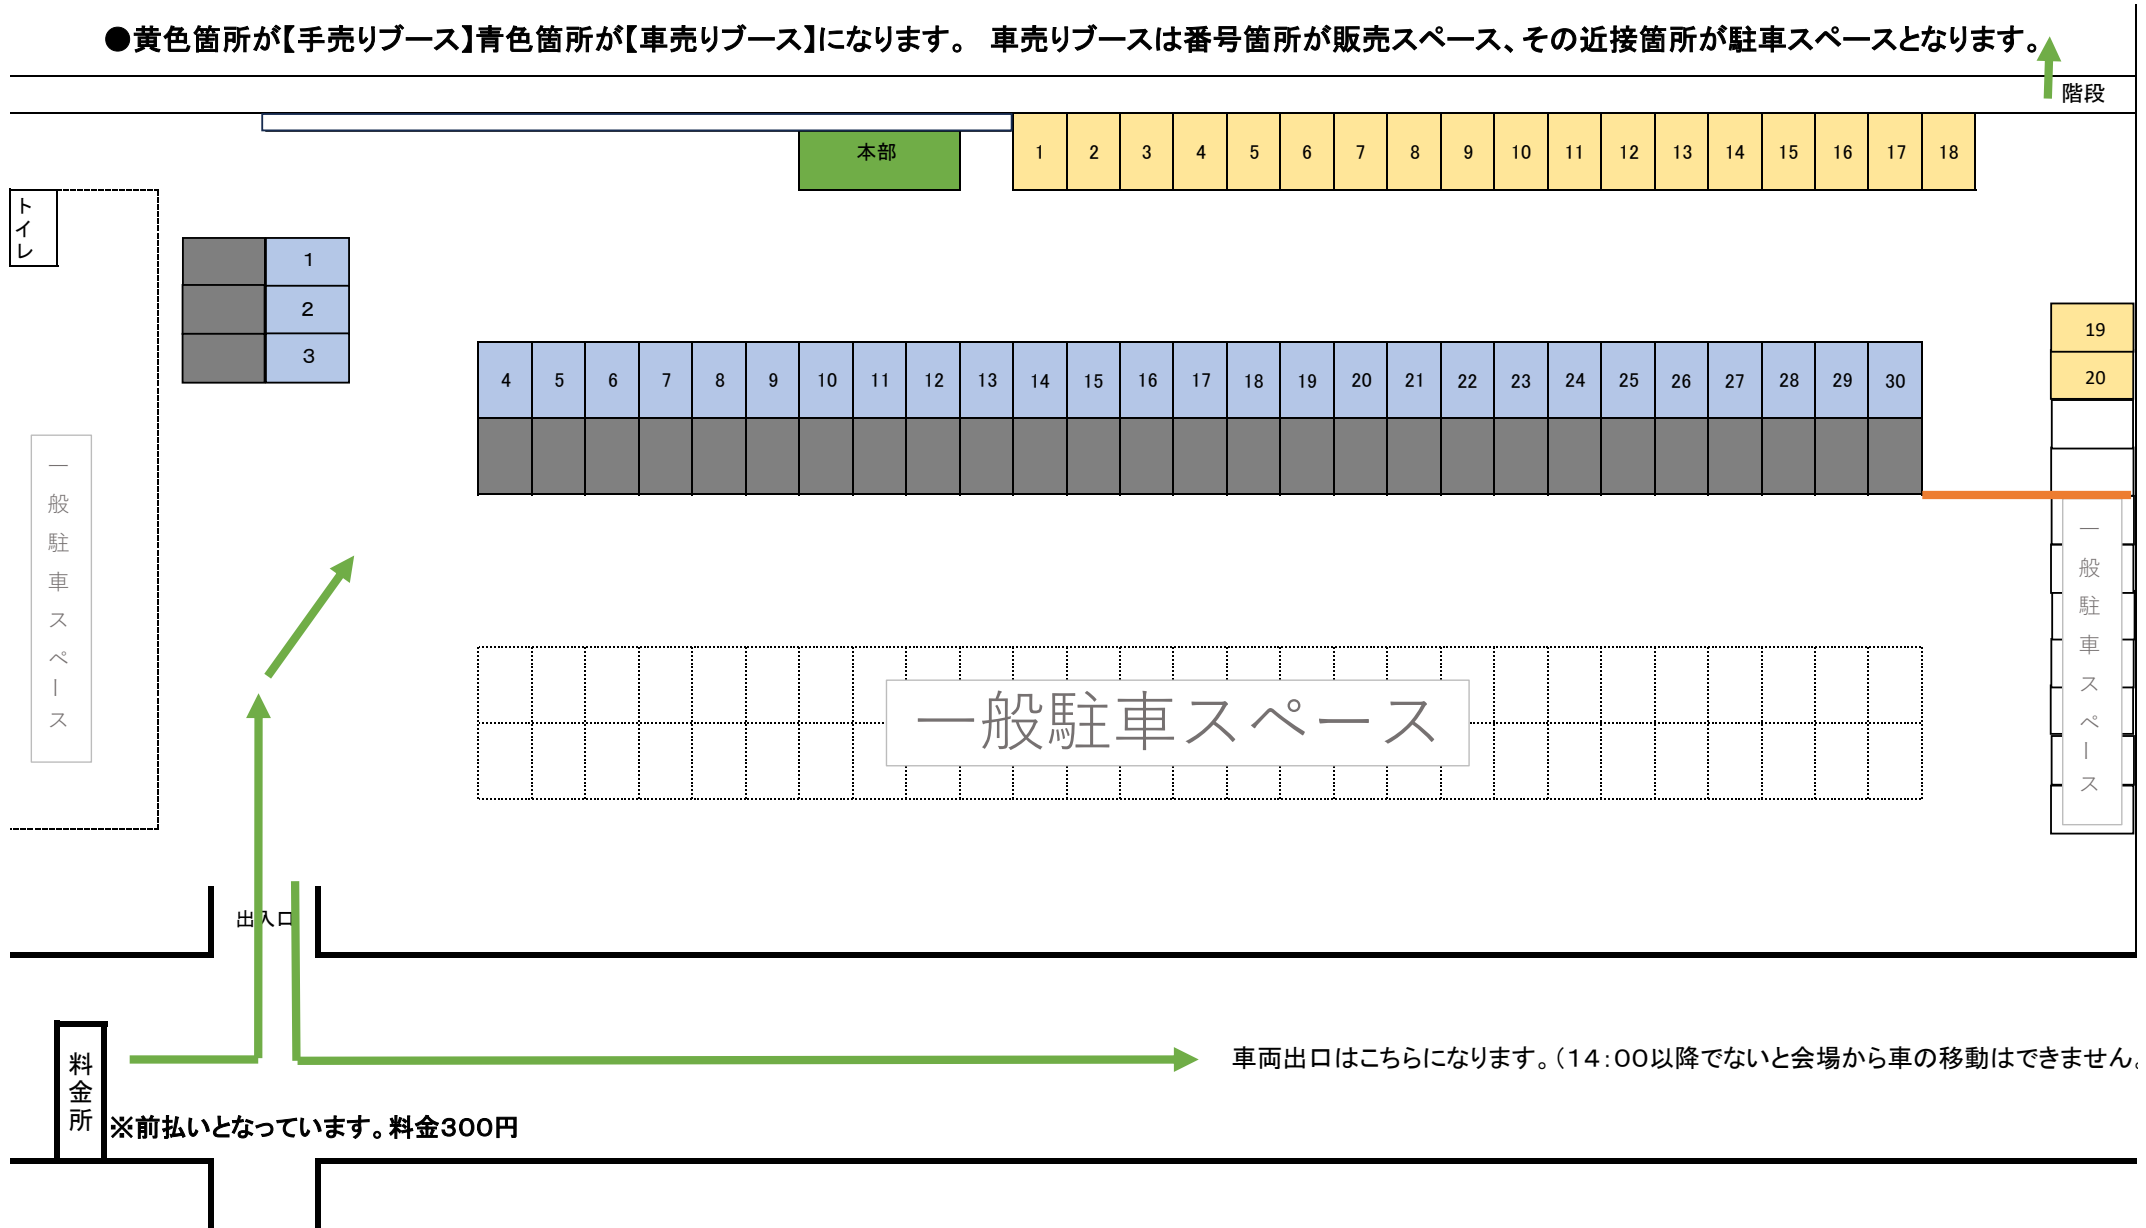 ●黄色箇所が【手売りブース】青色箇所が【車売りブース】になります。 車売りブースは番号箇所が販売スペース、その近接箇所が駐車スペースとなります。
階段
本部
1 2 3 4 5 6 7 8 9 10 11 12 13 14 15 16 17 18
トイレ
1
2
3
19
20
4 5 6 7 8 9 10 11 12 13 14 15 16 17 18 19 20 21 22 23 24 25 26 27 28 29 30
一般駐車スペース
一般駐車スペース
一般駐車スペース
出入口
料金所
車両出口はこちらになります。（14：00以降でないと会場から車の移動はできません。
※前払いとなっています。料金300円